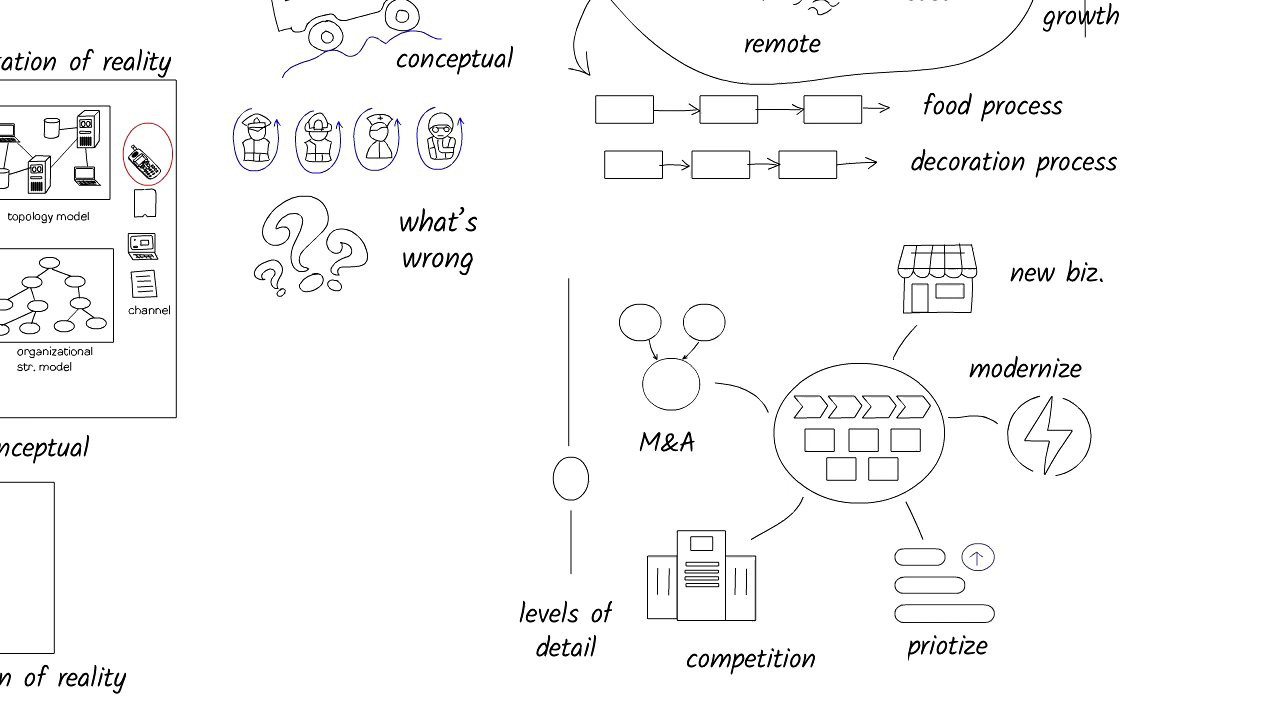 growth
remote
conceptual
ation of reality
food process
decoration process
topology model
what's
wrong
new biz.
channel
organizational
str. model
modernize
M&A
nceptual
levels of
detail
priotize
competition
n of reality